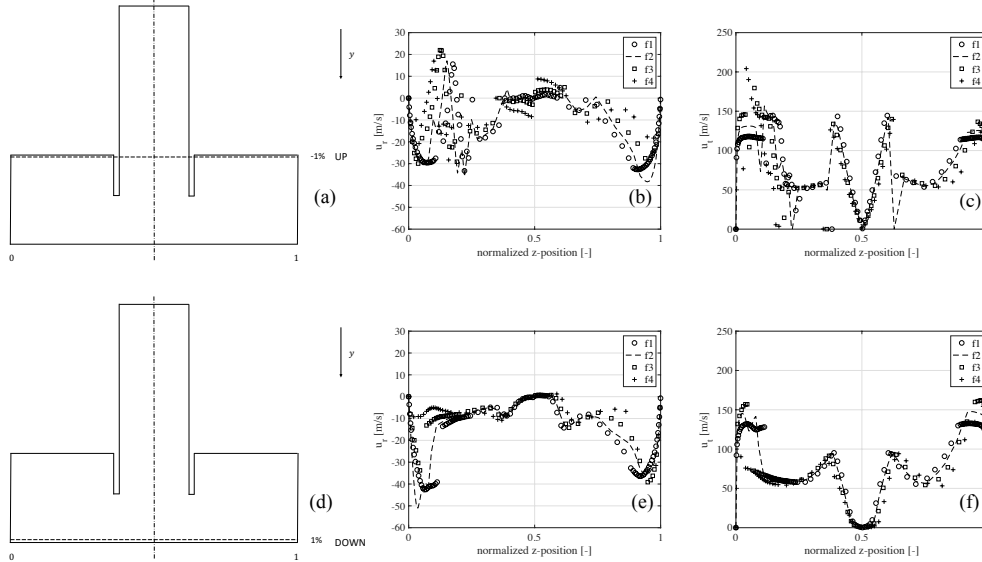 y
-1% UP
0
1
(a)
30
20
10
0
-10
-20
-30
-40
-50
-60
u_r [m/s]
0
0.5
1
normalized z-position [-]
f1
f2
f3
f4
(b)
250
200
150
100
50
0
u_t [m/s]
0
0.5
normalized z-position [-]
f1
f2
f3
f4
(c)
y
1% DOWN
0
1
(d)
30
20
10
0
-10
-20
-30
-40
-50
-60
u_r [m/s]
0
0.5
1
normalized z-position [-]
f1
f2
f3
f4
(e)
250
200
150
100
50
0
u_t [m/s]
0
0.5
normalized z-position [-]
f1
f2
f3
f4
(f)